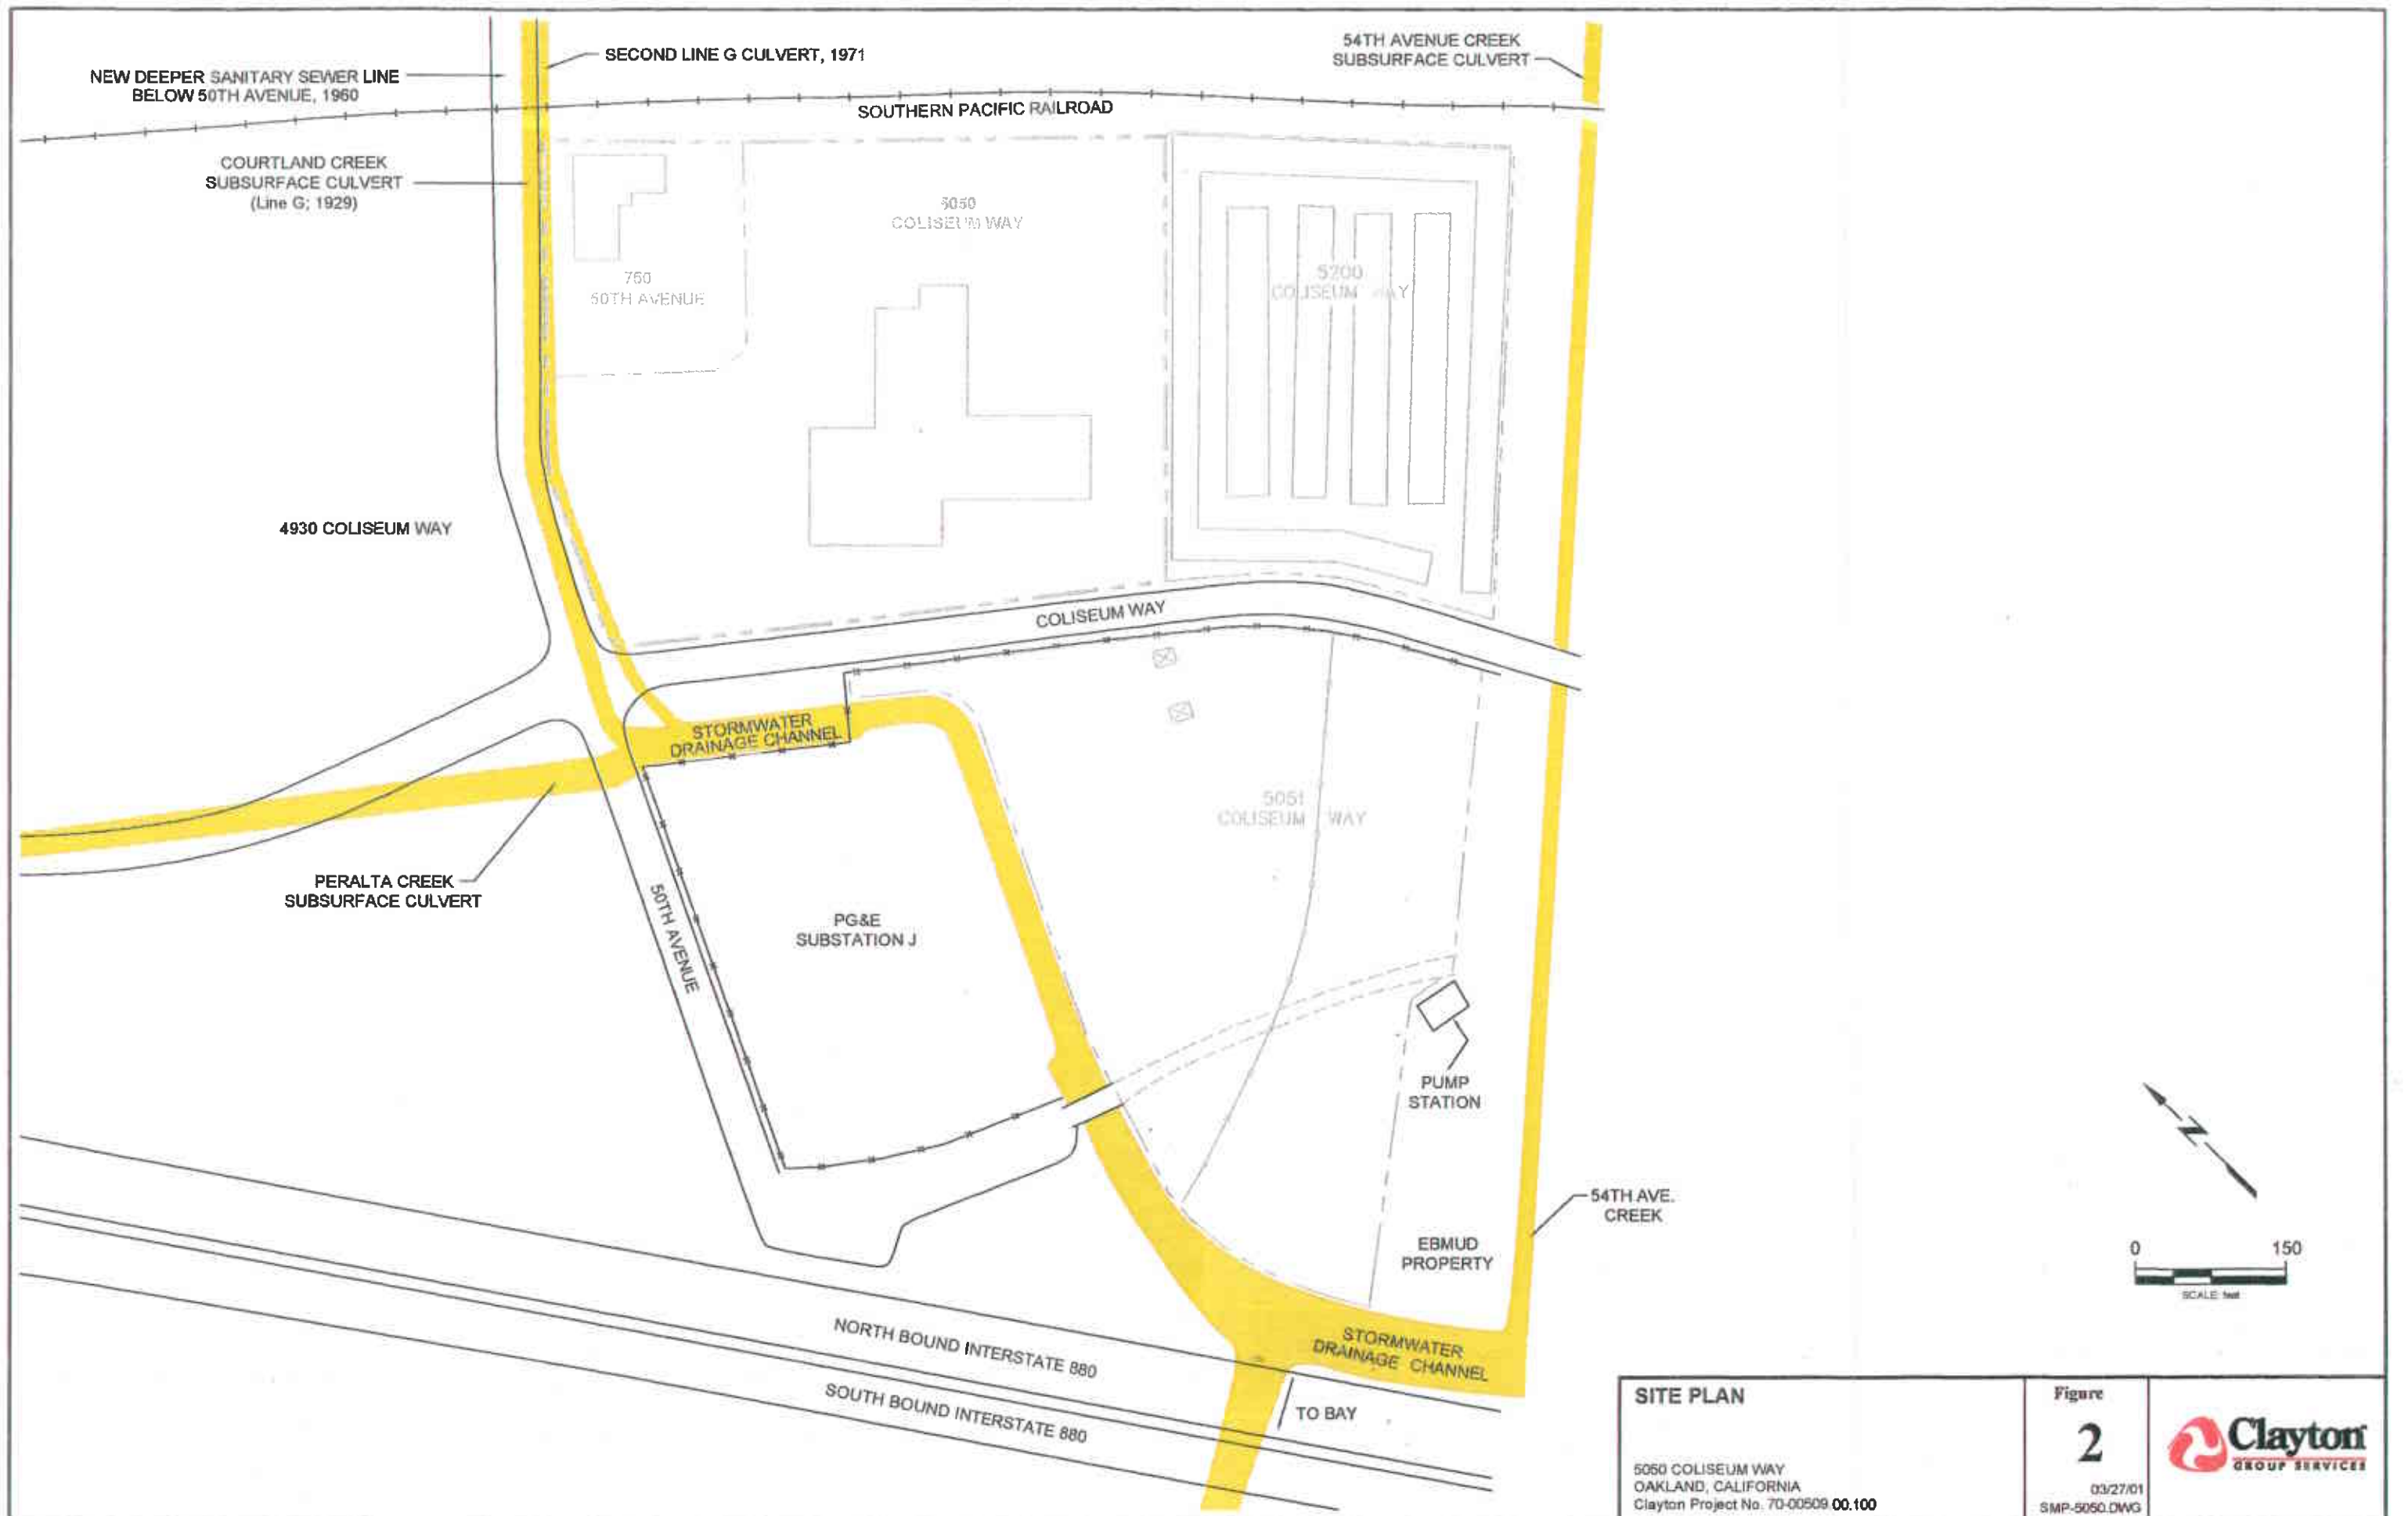 SECOND LINE G CULVERT, 1971
54TH AVENUE CREEK
SUBSURFACE CULVERT
NEW DEEPER SANITARY SEWER LINE
BELOW 50TH AVENUE, 1960
SOUTHERN PACIFIC RAILROAD
COURTLAND CREEK
SUBSURFACE CULVERT
(Line G; 1929)
5050
COLISEUM WAY
750
50TH AVENUE
5200
COLISEUM WAY
4930 COLISEUM WAY
COLISEUM WAY
STORMWATER
DRAINAGE CHANNEL
5051
COLISEUM WAY
PERALTA CREEK
SUBSURFACE CULVERT
50TH AVENUE
PG&E
SUBSTATION J
PUMP
STATION
N
54TH AVE.
CREEK
EBMUD
PROPERTY
0 150
SCALE: feet
NORTH BOUND INTERSTATE 880
SOUTH BOUND INTERSTATE 880
STORMWATER
DRAINAGE CHANNEL
TO BAY
SITE PLAN
5050 COLISEUM WAY
OAKLAND, CALIFORNIA
Clayton Project No. 70-00509.00.100
Figure
2
03/27/01
SMP-5050.DWG
Clayton
GROUP SERVICES